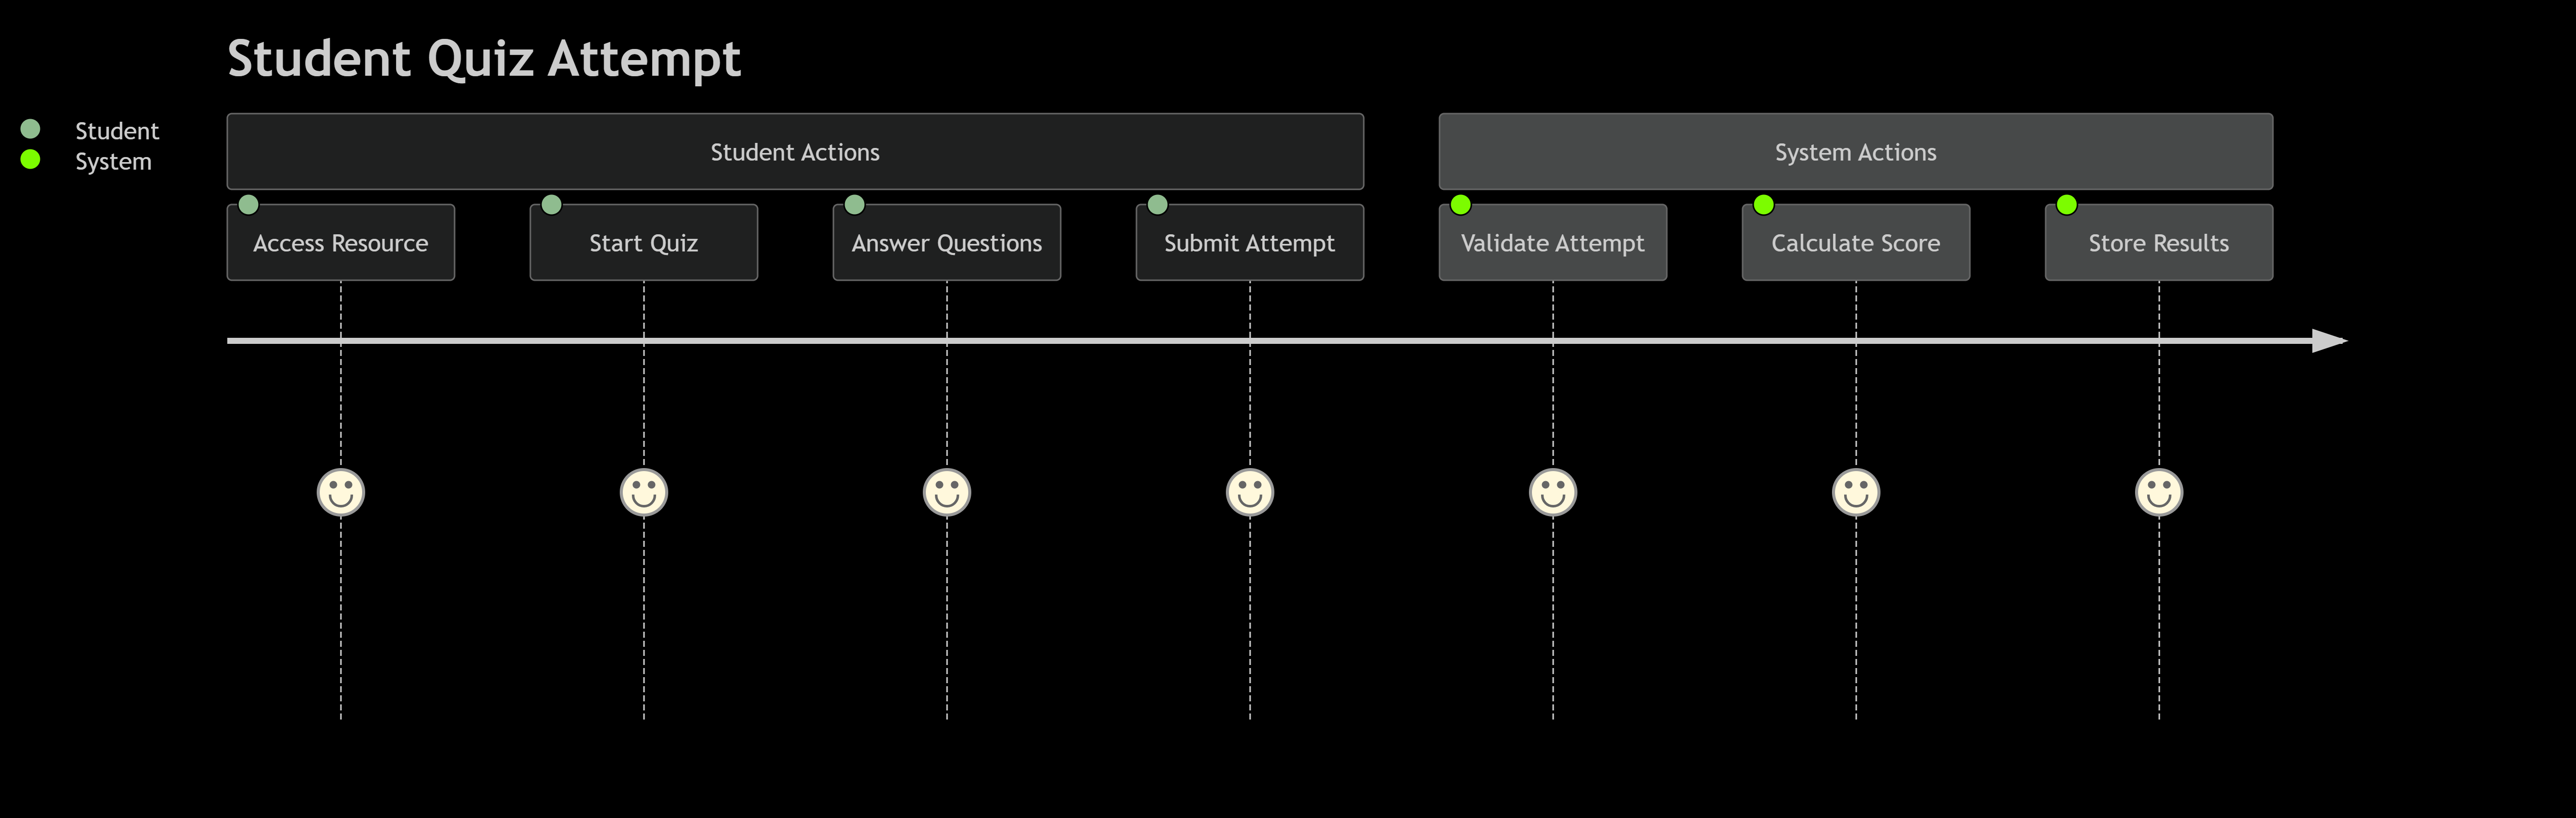 Student Quiz Attempt
Student
System
Student Actions
System Actions
Access Resource
Start Quiz
Answer Questions
Submit Attempt
Validate Attempt
Calculate Score
Store Results